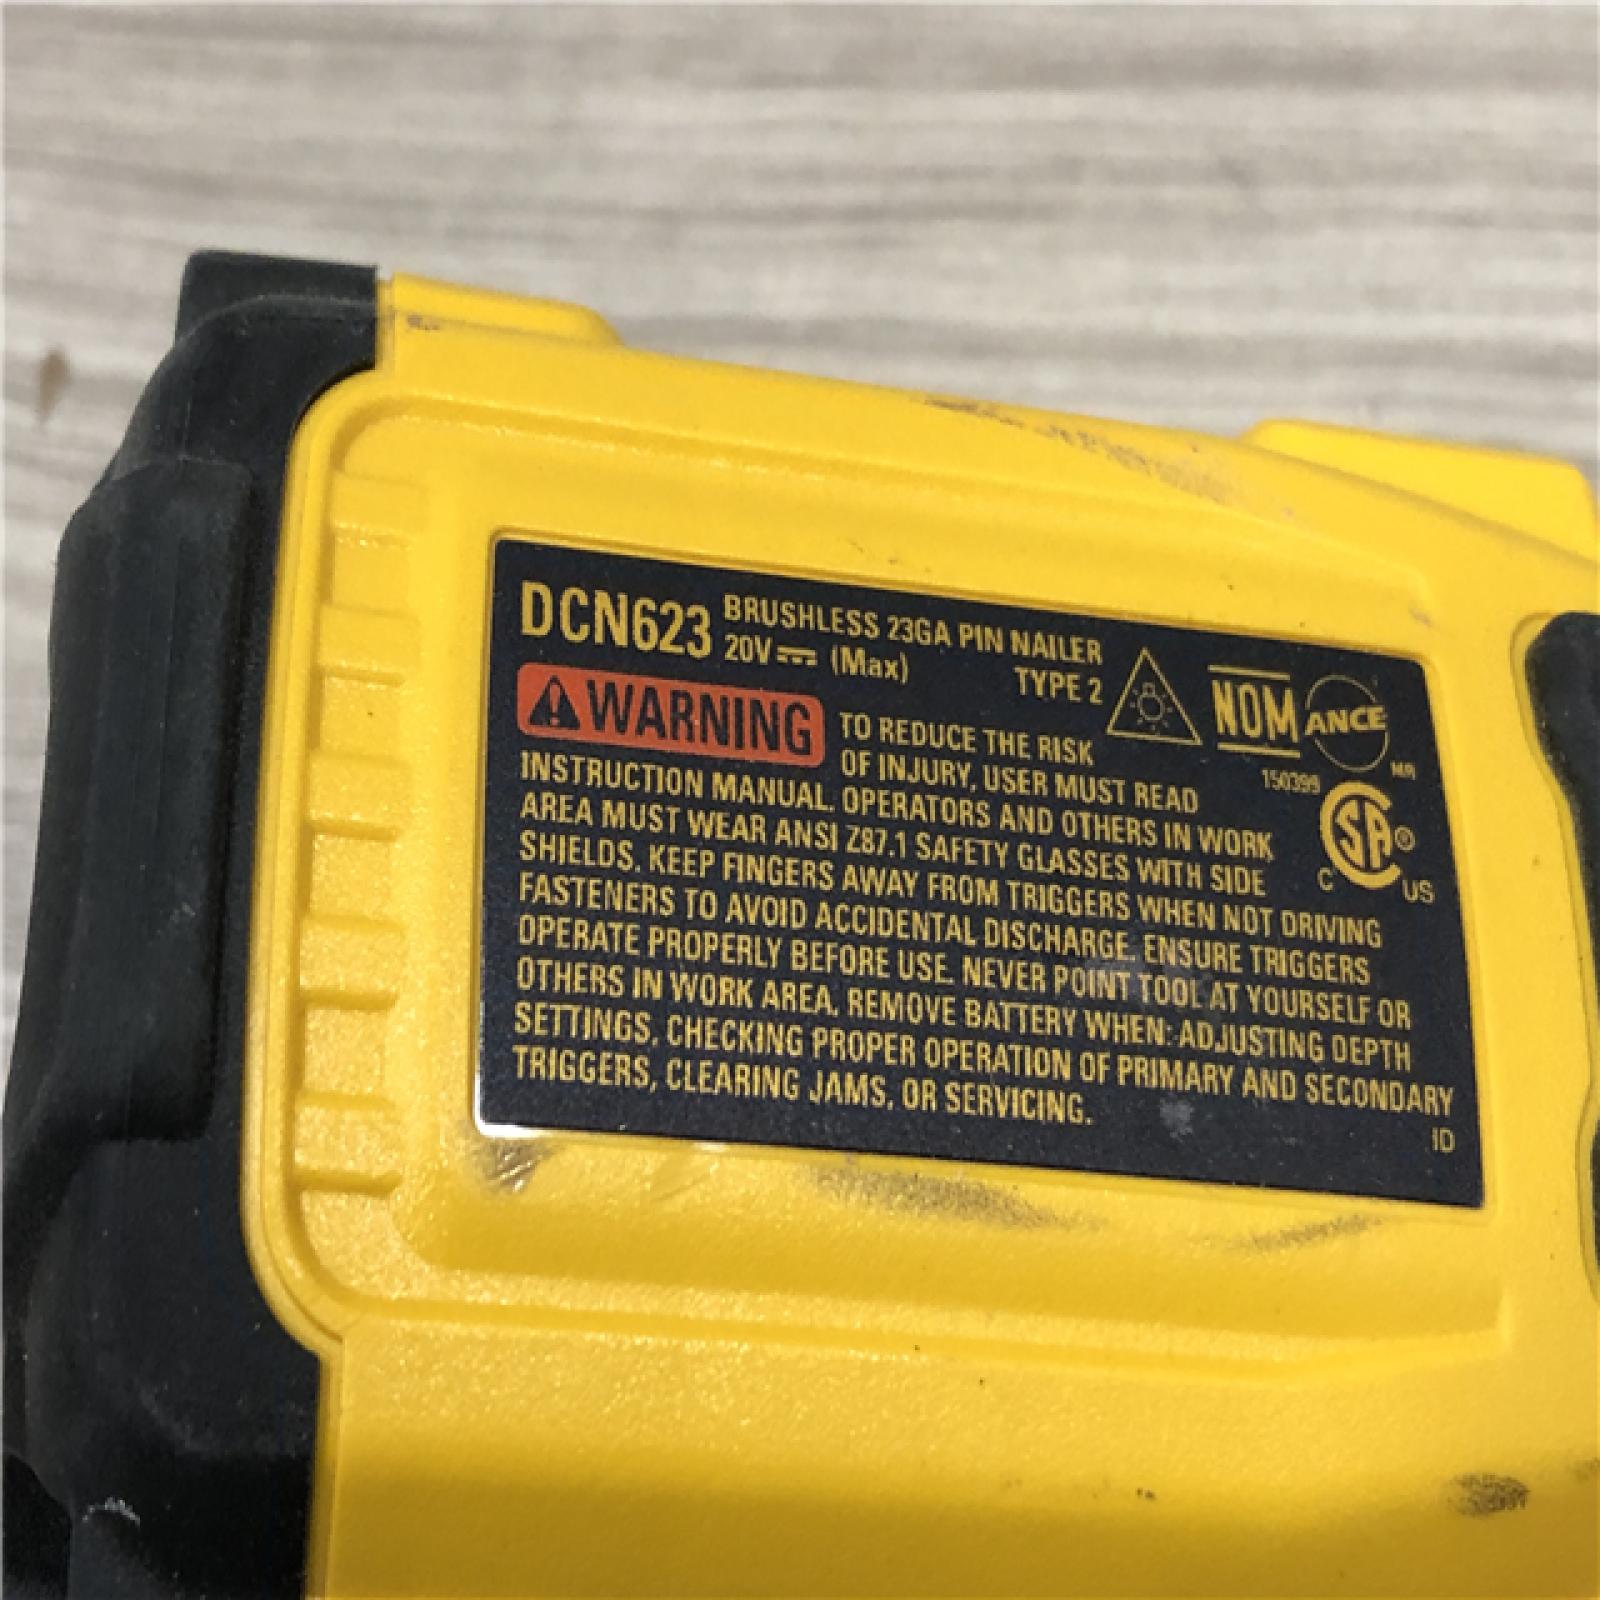 DCN623 BRUSHLESS 23GA PIN NAILER
20V (Max) TYPE 2
NOM ANCE
MR
WARNING TO REDUCE THE RISK
150399
OF INJURY, USER MUST READ
INSTRUCTION MANUAL. OPERATORS AND OTHERS IN WORK
AREA MUST WEAR ANSI Z87.1 SAFETY GLASSES WITH SIDE
SHIELDS. KEEP FINGERS AWAY FROM TRIGGERS WHEN NOT DRIVING
FASTENERS TO AVOID ACCIDENTAL DISCHARGE. ENSURE TRIGGERS
OPERATE PROPERLY BEFORE USE. NEVER POINT TOOL AT YOURSELF OR
OTHERS IN WORK AREA. REMOVE BATTERY WHEN: ADJUSTING DEPTH
SETTINGS, CHECKING PROPER OPERATION OF PRIMARY AND SECONDARY
TRIGGERS, CLEARING JAMS, OR SERVICING.
SA®
C US
ID